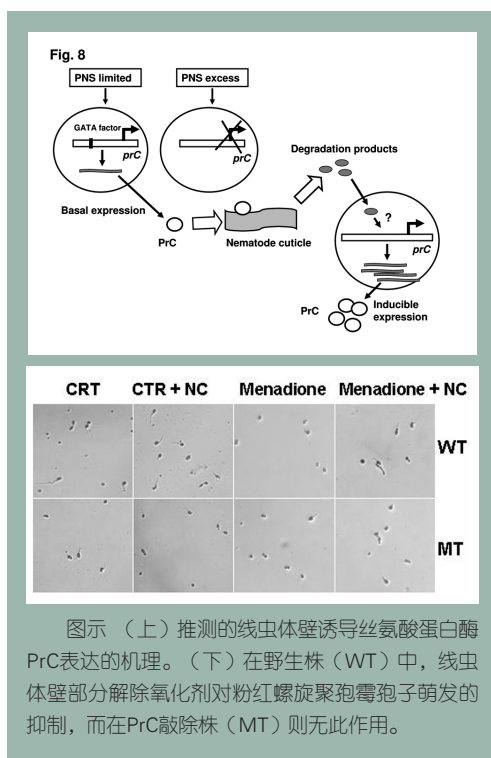 Fig. 8
PNS limited PNS excess
GATA factor
prC
prC
Degradation products
Basal expression
PrC
Nematode cuticle
?
prC
PrC
Inducible
expression
CRT CTR + NC Menadione Menadione + NC
WT
MT
图示 （上）推测的线虫体壁诱导丝氨酸蛋白酶
PrC表达的机理。（下）在野生株（WT）中，线虫
体壁部分解除氧化剂对粉红螺旋聚孢霉孢子萌发的
抑制，而在PrC敲除株（MT）则无此作用。